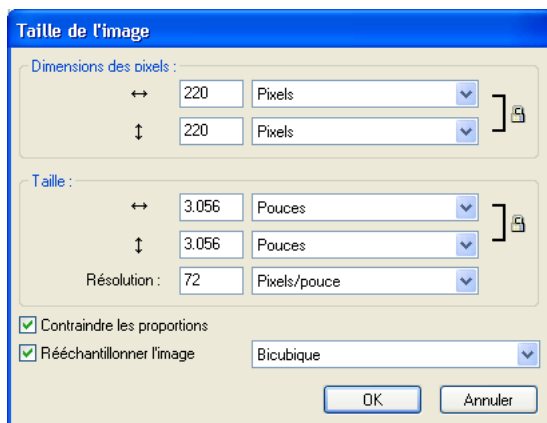 Taille de l'image
Dimensions des pixels :
220 Pixels
220 Pixels
Taille :
3.056 Pouces
3.056 Pouces
Résolution : 72 Pixels/pouce
Contraindre les proportions
Rééchantillonner l'image Bicubique
OK Annuler